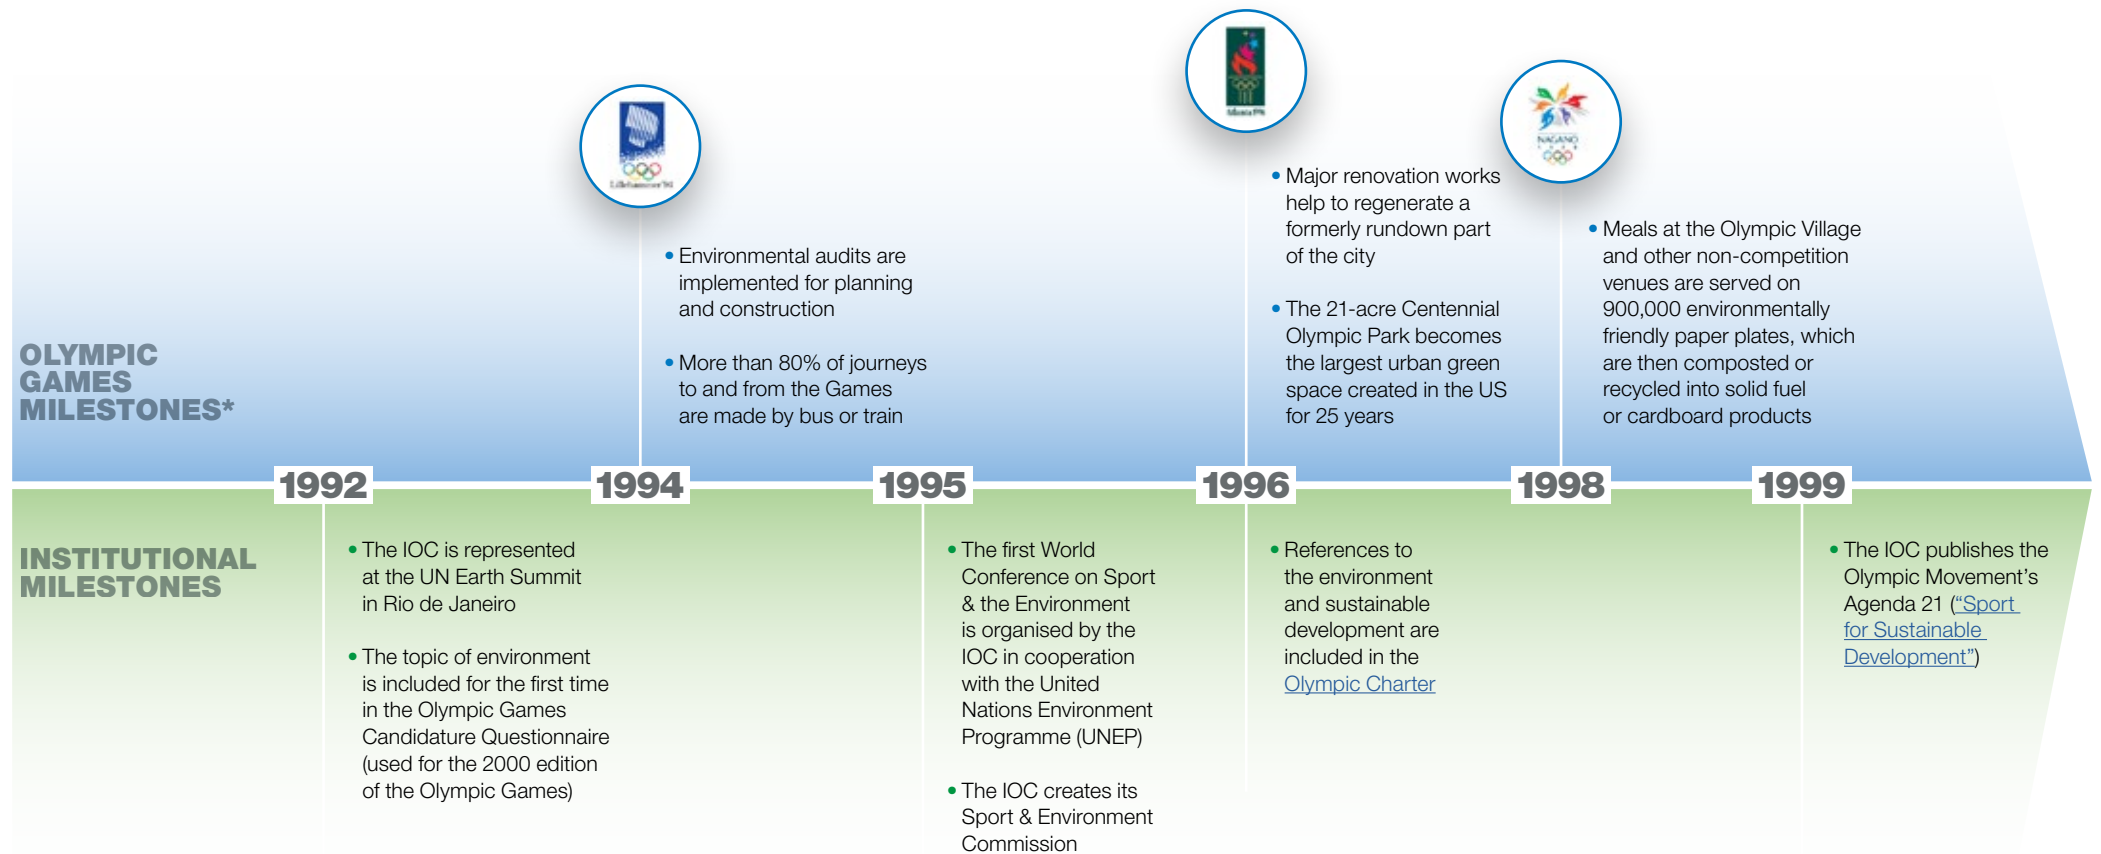 OLYMPIC
GAMES
MILESTONES*
Lillehammer'94
• Environmental audits are
implemented for planning
and construction
• More than 80% of journeys
to and from the Games
are made by bus or train
Atlanta 1996
• Major renovation works
help to regenerate a
formerly rundown part
of the city
• The 21-acre Centennial
Olympic Park becomes
the largest urban green
space created in the US
for 25 years
NAGANO
1998
• Meals at the Olympic Village
and other non-competition
venues are served on
900,000 environmentally
friendly paper plates, which
are then composted or
recycled into solid fuel
or cardboard products
1992
1994
1995
1996
1998
1999
INSTITUTIONAL
MILESTONES
• The IOC is represented
at the UN Earth Summit
in Rio de Janeiro
• The topic of environment
is included for the first time
in the Olympic Games
Candidature Questionnaire
(used for the 2000 edition
of the Olympic Games)
• The first World
Conference on Sport
& the Environment
is organised by the
IOC in cooperation
with the United
Nations Environment
Programme (UNEP)
• The IOC creates its
Sport & Environment
Commission
• References to
the environment
and sustainable
development are
included in the
Olympic Charter
• The IOC publishes the
Olympic Movement's
Agenda 21 (“Sport
for Sustainable
Development”)